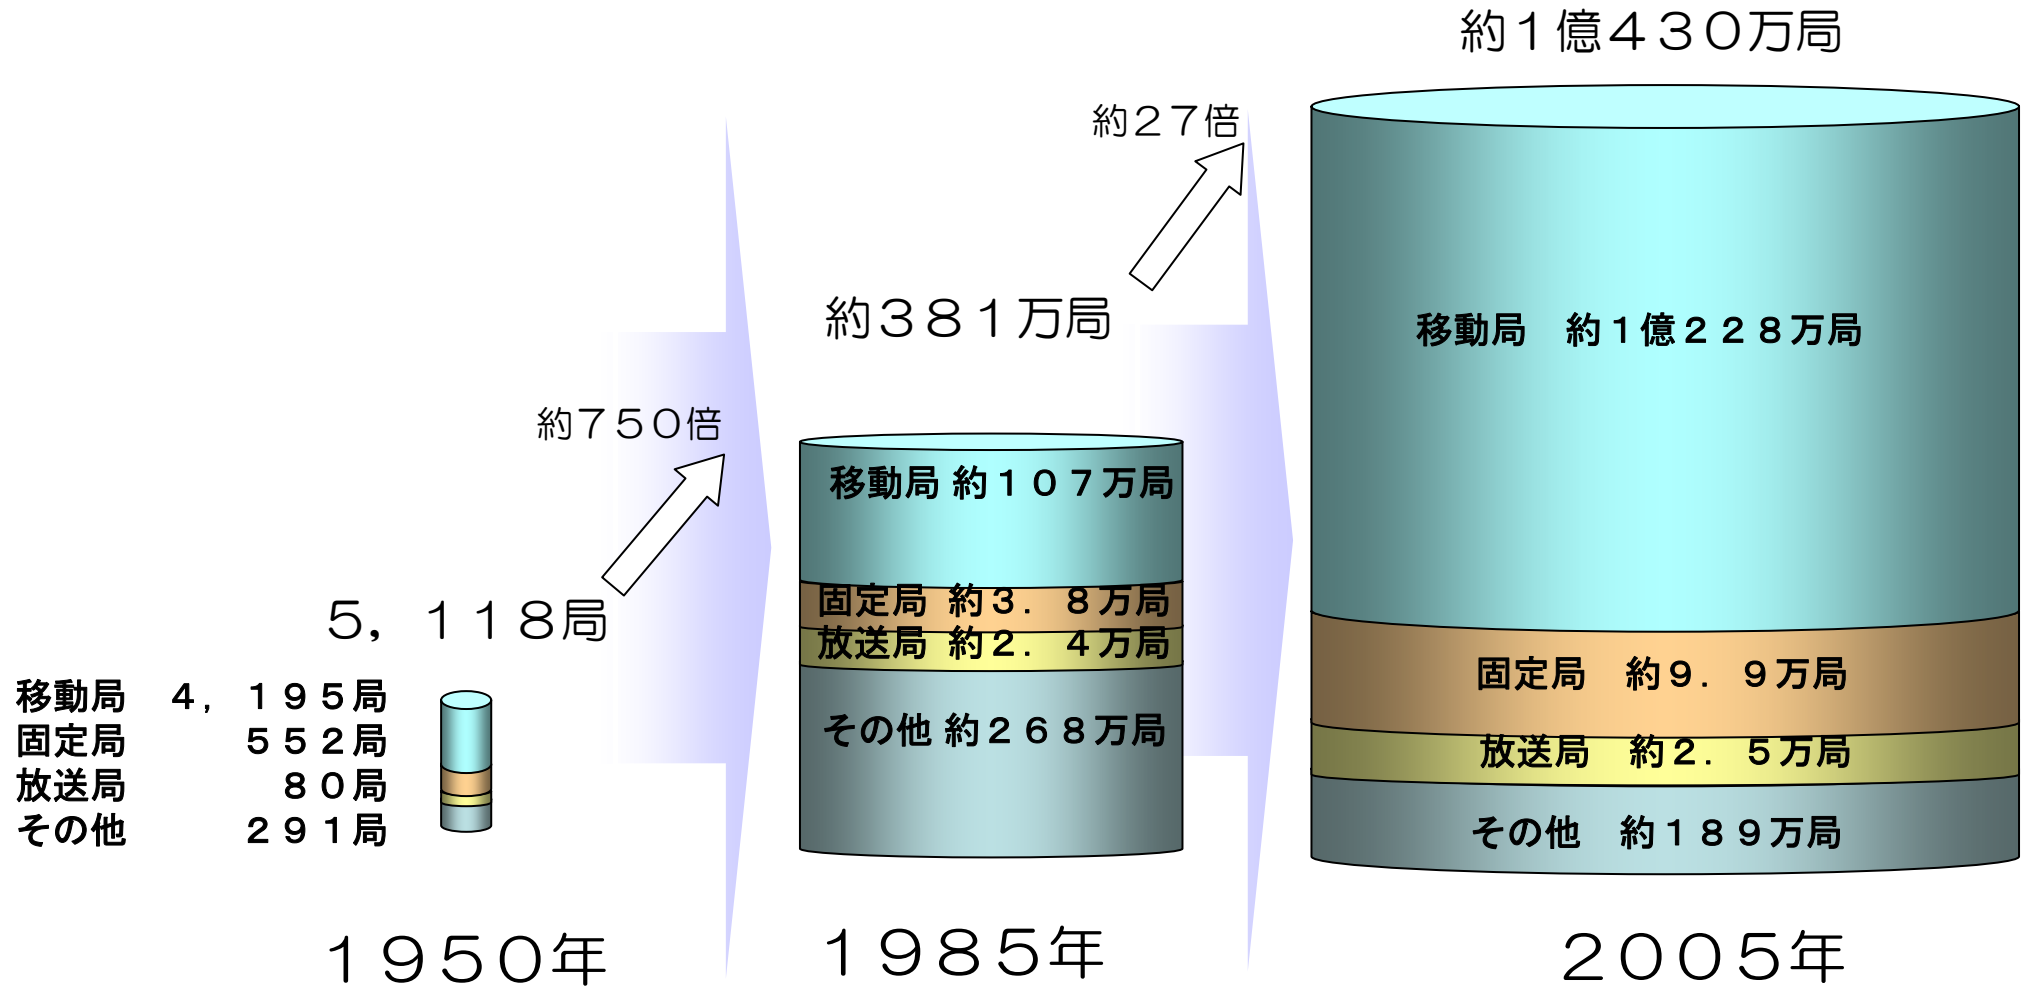 ５，１１８局
移動局　４，１９５局
固定局　５５２局
放送局　８０局
その他　２９１局
１９５０年
約７５０倍
約３８１万局
移動局 約１０７万局
固定局 約３．８万局
放送局 約２．４万局
その他 約２６８万局
１９８５年
約２７倍
約１億４３０万局
移動局　約１億２２８万局
固定局　約９．９万局
放送局　約２．５万局
その他　約１８９万局
２００５年